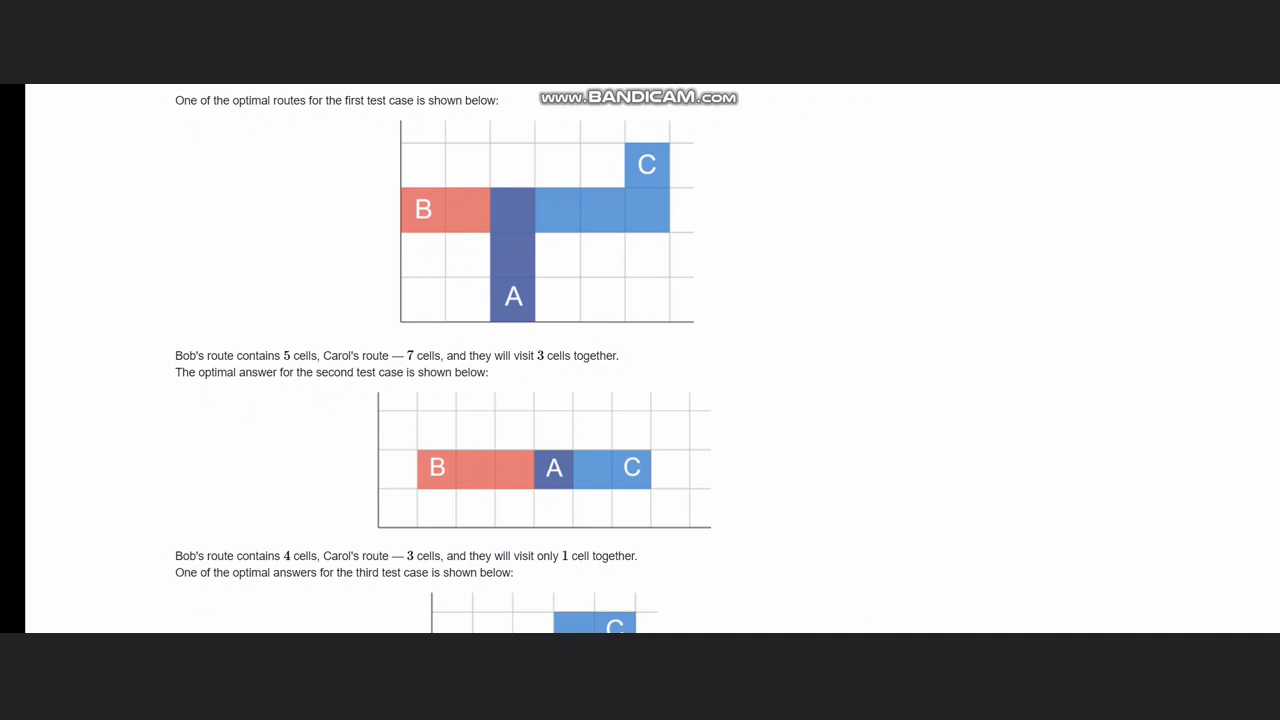 One of the optimal routes for the first test case is shown below:
www.BANDICAM.com
C
B
A
Bob's route contains 5 cells, Carol's route — 7 cells, and they will visit 3 cells together.
The optimal answer for the second test case is shown below:
B A C
Bob's route contains 4 cells, Carol's route — 3 cells, and they will visit only 1 cell together.
One of the optimal answers for the third test case is shown below:
C